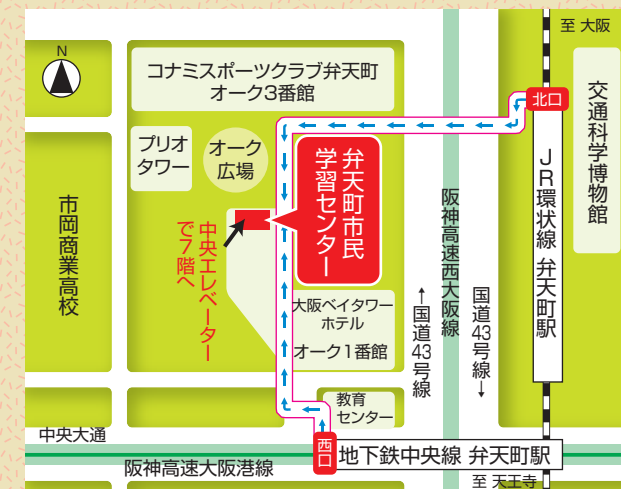 至 大阪
N
コナミスポーツクラブ弁天町
オーク3番館
北口
交通科学博物館
プリオ
タワー
オーク
広場
弁天町市民
学習センター
JR環状線 弁天町駅
市岡商業高校
中央エレベーター
で7階へ
阪神高速西大阪線
大阪ベイタワー
ホテル
オーク1番館
↑国道43号線
国道43号線↓
教育
センター
中央大通
西口
地下鉄中央線 弁天町駅
阪神高速大阪港線
至 天王寺